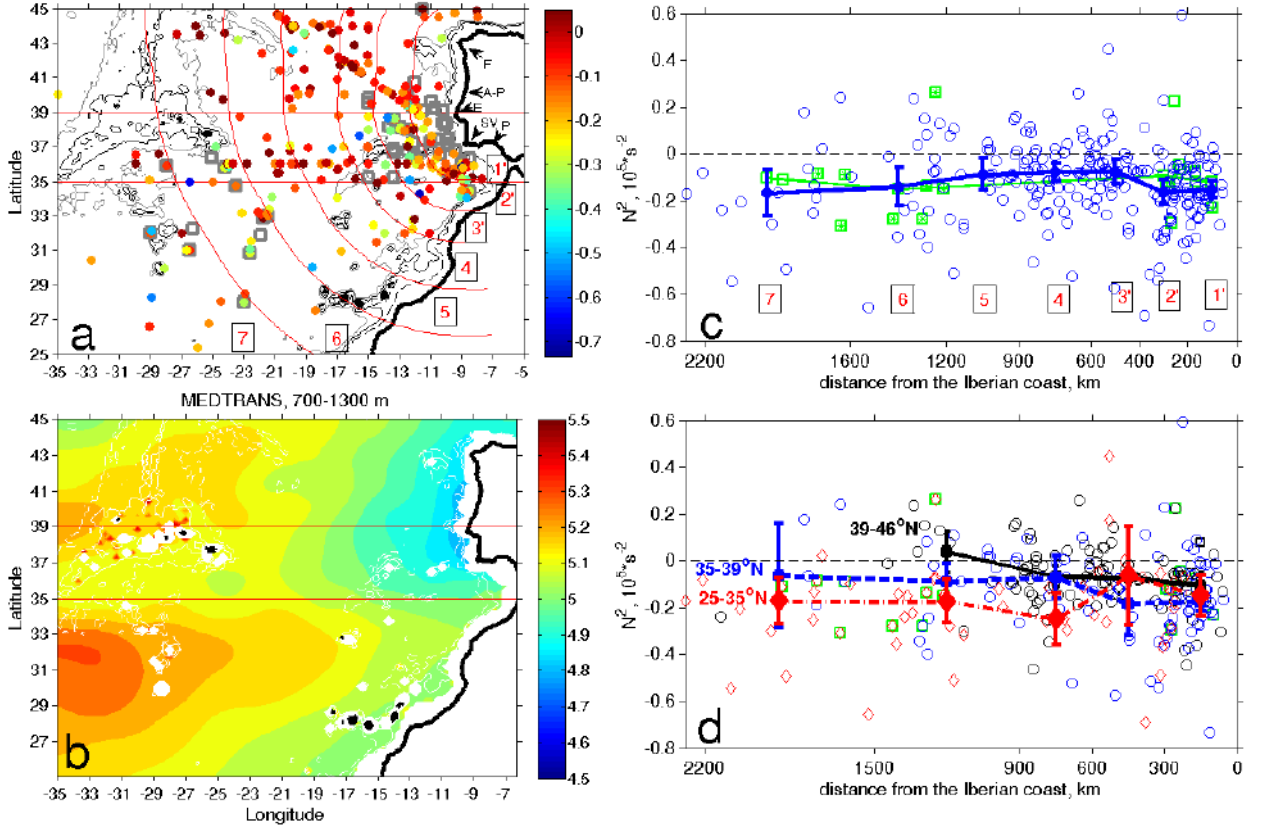 45
43
41
39
37
35
33
31
29
27
25
Latitude
F
A-P
E
SV
P
1'
2'
3'
4
5
6
7
a
-35 -33 -31 -29 -27 -25 -23 -21 -19 -17 -15 -13 -11 -9 -7 -5
0
-0.1
-0.2
-0.3
-0.4
-0.5
-0.6
-0.7
MEDTRANS, 700-1300 m
45
43
41
39
37
35
33
31
29
27
Latitude
b
-35 -33 -31 -29 -27 -25 -23 -21 -19 -17 -15 -13 -11 -9 -7
Longitude
5.5
5.4
5.3
5.2
5.1
5
4.9
4.8
4.7
4.6
4.5
0.6
0.4
0.2
0
-0.2
-0.4
-0.6
-0.8
N², 10⁵*s⁻²
7 6 5 4 3' 2' 1'
c
2200 1600 1200 900 600 400 200 0
distance from the Iberian coast, km
0.6
0.4
0.2
0
-0.2
-0.4
-0.6
-0.8
N², 10⁵*s⁻²
39-46°N
35-39°N
25-35°N
d
2200 1500 900 600 300 0
distance from the Iberian coast, km